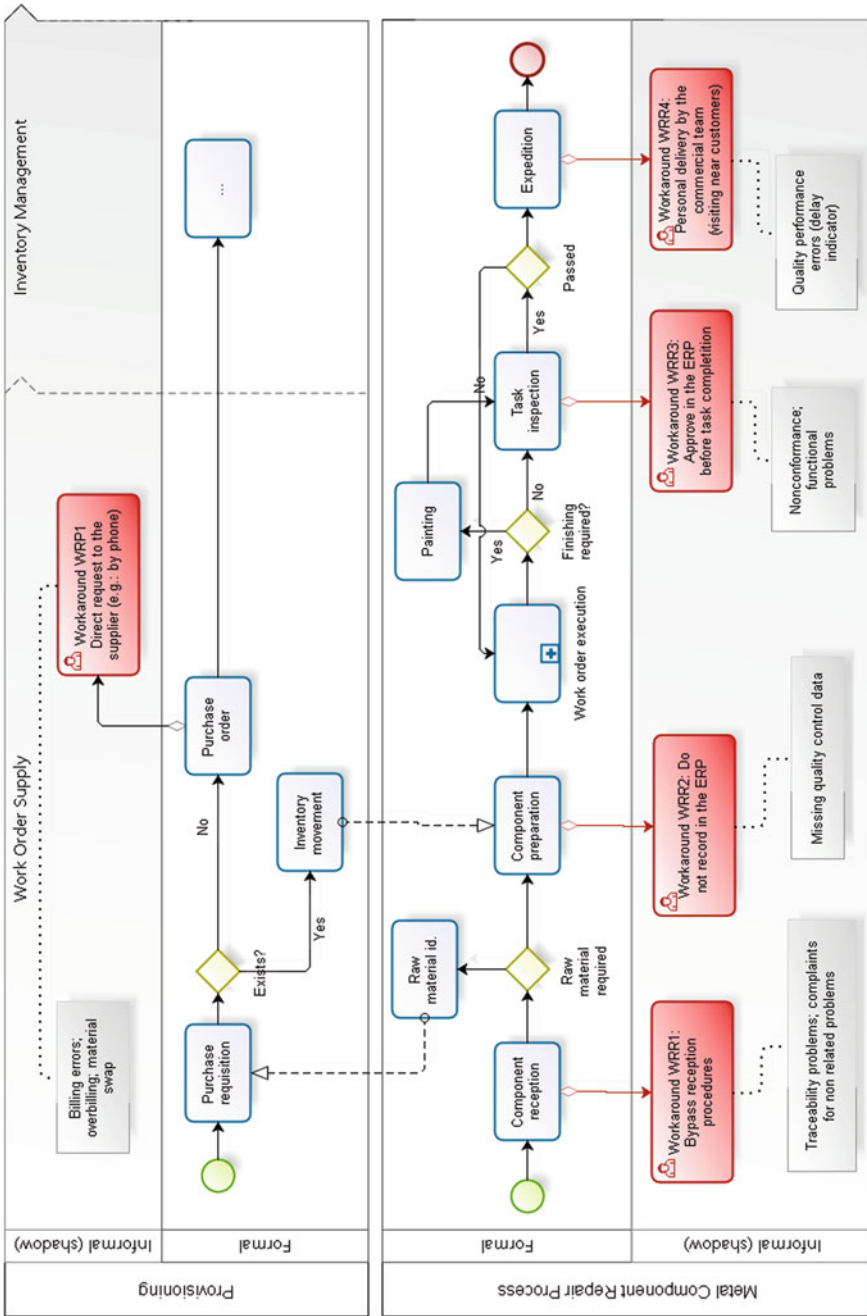 Provisioning
Informal (shadow)
Formal
Work Order Supply
Inventory Management
Billing errors;
overbilling; material
swap
Workaround WRP1
Direct request to the
supplier (e.g.: by phone)
Purchase
requisition
Exists?
No
Yes
Purchase
order
Inventory
movement
...
Metal Component Repair Process
Formal
Informal (shadow)
Raw
material id.
Component
reception
Raw
material
required
Component
preparation
Work order execution
Painting
Yes
Finishing
required?
No
Task
inspection
No
Yes
Passed
Expedition
Workaround WRR1:
Bypass reception
procedures
Workaround WRR2: Do
not record in the ERP
Workaround WRR3:
Approve in the ERP
before task completition
Workaround WRR4:
Personal delivery by the
commercial team
(visiting near customers)
Traceability problems; complaints
for non related problems
Missing quality control data
Nonconformance;
functional
problems
Quality performance
errors (delay
indicator)